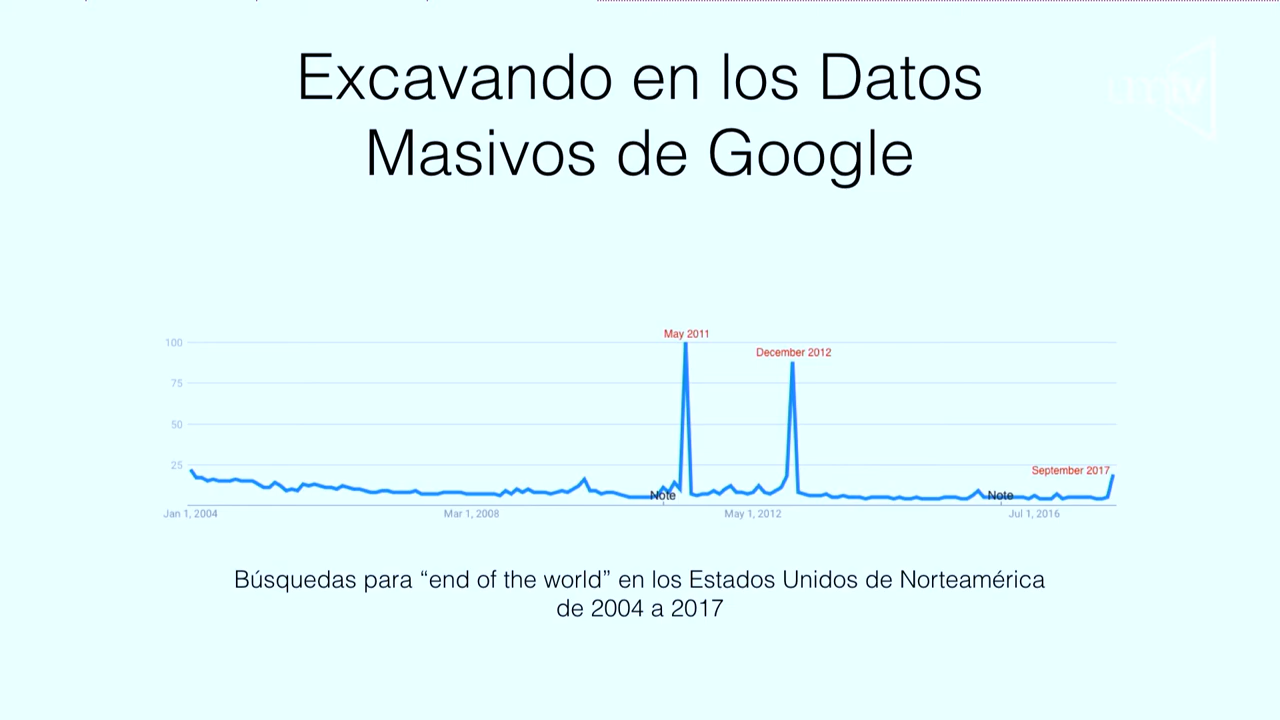 Excavando en los Datos
Masivos de Google
May 2011
100
December 2012
75
50
September 2017
25
Note
Note
Jan 1, 2004
Mar 1, 2008
May 1, 2012
Jul 1, 2016
Búsquedas para “end of the world” en los Estados Unidos de Norteamérica
de 2004 a 2017